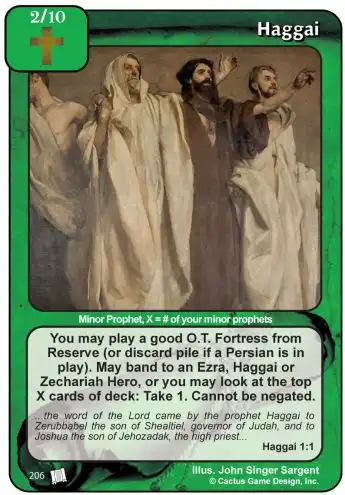 2/10
Haggai
Minor Prophet, X = # of your minor prophets
You may play a good O.T. Fortress from
Reserve (or discard pile if a Persian is in
play). May band to an Ezra, Haggai or
Zechariah Hero, or you may look at the top
X cards of deck: Take 1. Cannot be negated.
...the word of the Lord came by the prophet Haggai to
Zerubbabel the son of Shealtiel, governor of Judah, and to
Joshua the son of Jehozadak, the high priest...
Haggai 1:1
206
Illus. John Singer Sargent
© Cactus Game Design, Inc.